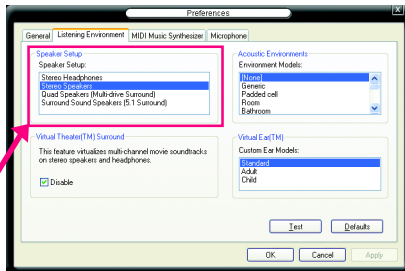 Preferences
X
General Listening Environment MIDI Music Synthesizer Microphone
Speaker Setup
Speaker Setup:
Stereo Headphones
Stereo Speakers
Quad Speakers (Multi-drive Surround)
Surround Sound Speakers (5.1 Surround)
Acoustic Environments
Environment Models:
[None]
Generic
Padded cell
Room
Bathroom
Virtual Theater(TM) Surround
This feature virtualizes multi-channel movie soundtracks
on stereo speakers and headphones.
Disable
Virtual Ear(TM)
Custom Ear Models:
Standard
Adult
Child
Test Defaults
OK Cancel Apply